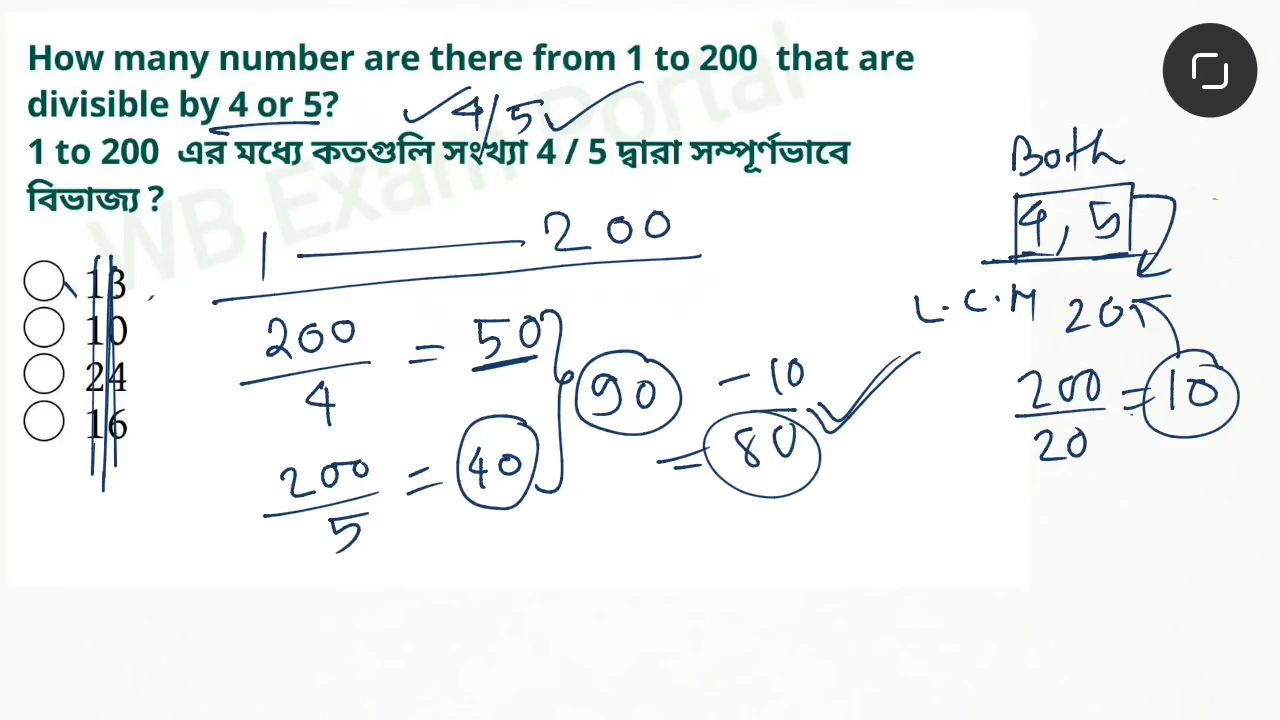 How many number are there from 1 to 200 that are
divisible by 4 or 5?
4/5
1 to 200 এর মধ্যে কতগুলি সংখ্যা 4 / 5 দ্বারা সম্পূর্ণভাবে
বিভাজ্য ?
WB Exam Portal
13
10
24
16
1 — 200
200/4 = 50
200/5 = 40
90 - 10
= 80
Both
4, 5
L.C.M 20
200/20 = 10